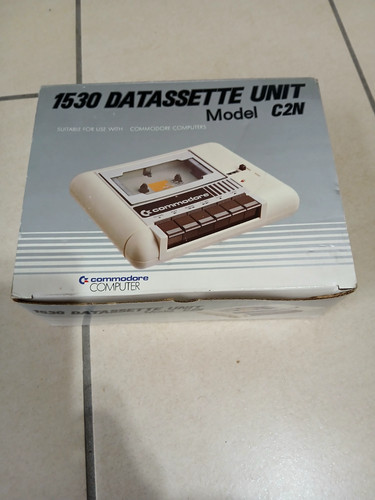 1530 DATASSETTE UNIT
Model C2N
SUITABLE FOR USE WITH COMMODORE COMPUTERS
commodore
commodore
COMPUTER
1530 DATASSETTE UNIT